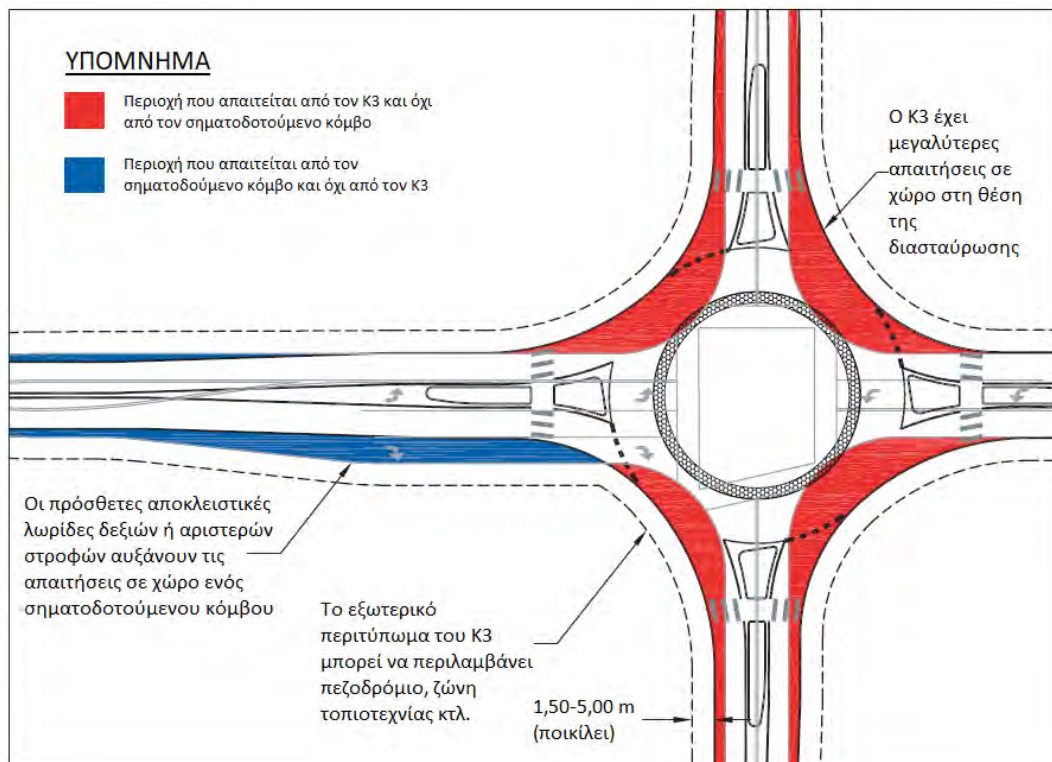 ΥΠΟΜΝΗΜΑ
Περιοχή που απαιτείται από τον Κ3 και όχι
από τον σηματοδοτούμενο κόμβο
Περιοχή που απαιτείται από τον
σηματοδούμενο κόμβο και όχι από τον Κ3
Ο Κ3 έχει
μεγαλύτερες
απαιτήσεις σε
χώρο στη θέση
της
διασταύρωσης
Οι πρόσθετες αποκλειστικές
λωρίδες δεξιών ή αριστερών
στροφών αυξάνουν τις
απαιτήσεις σε χώρο ενός
σηματοδοτούμενου κόμβου
Το εξωτερικό
περιτύπωμα του Κ3
μπορεί να περιλαμβάνει
πεζοδρόμιο, ζώνη
τοπιοτεχνίας κτλ.
1,50-5,00 m
(ποικίλει)